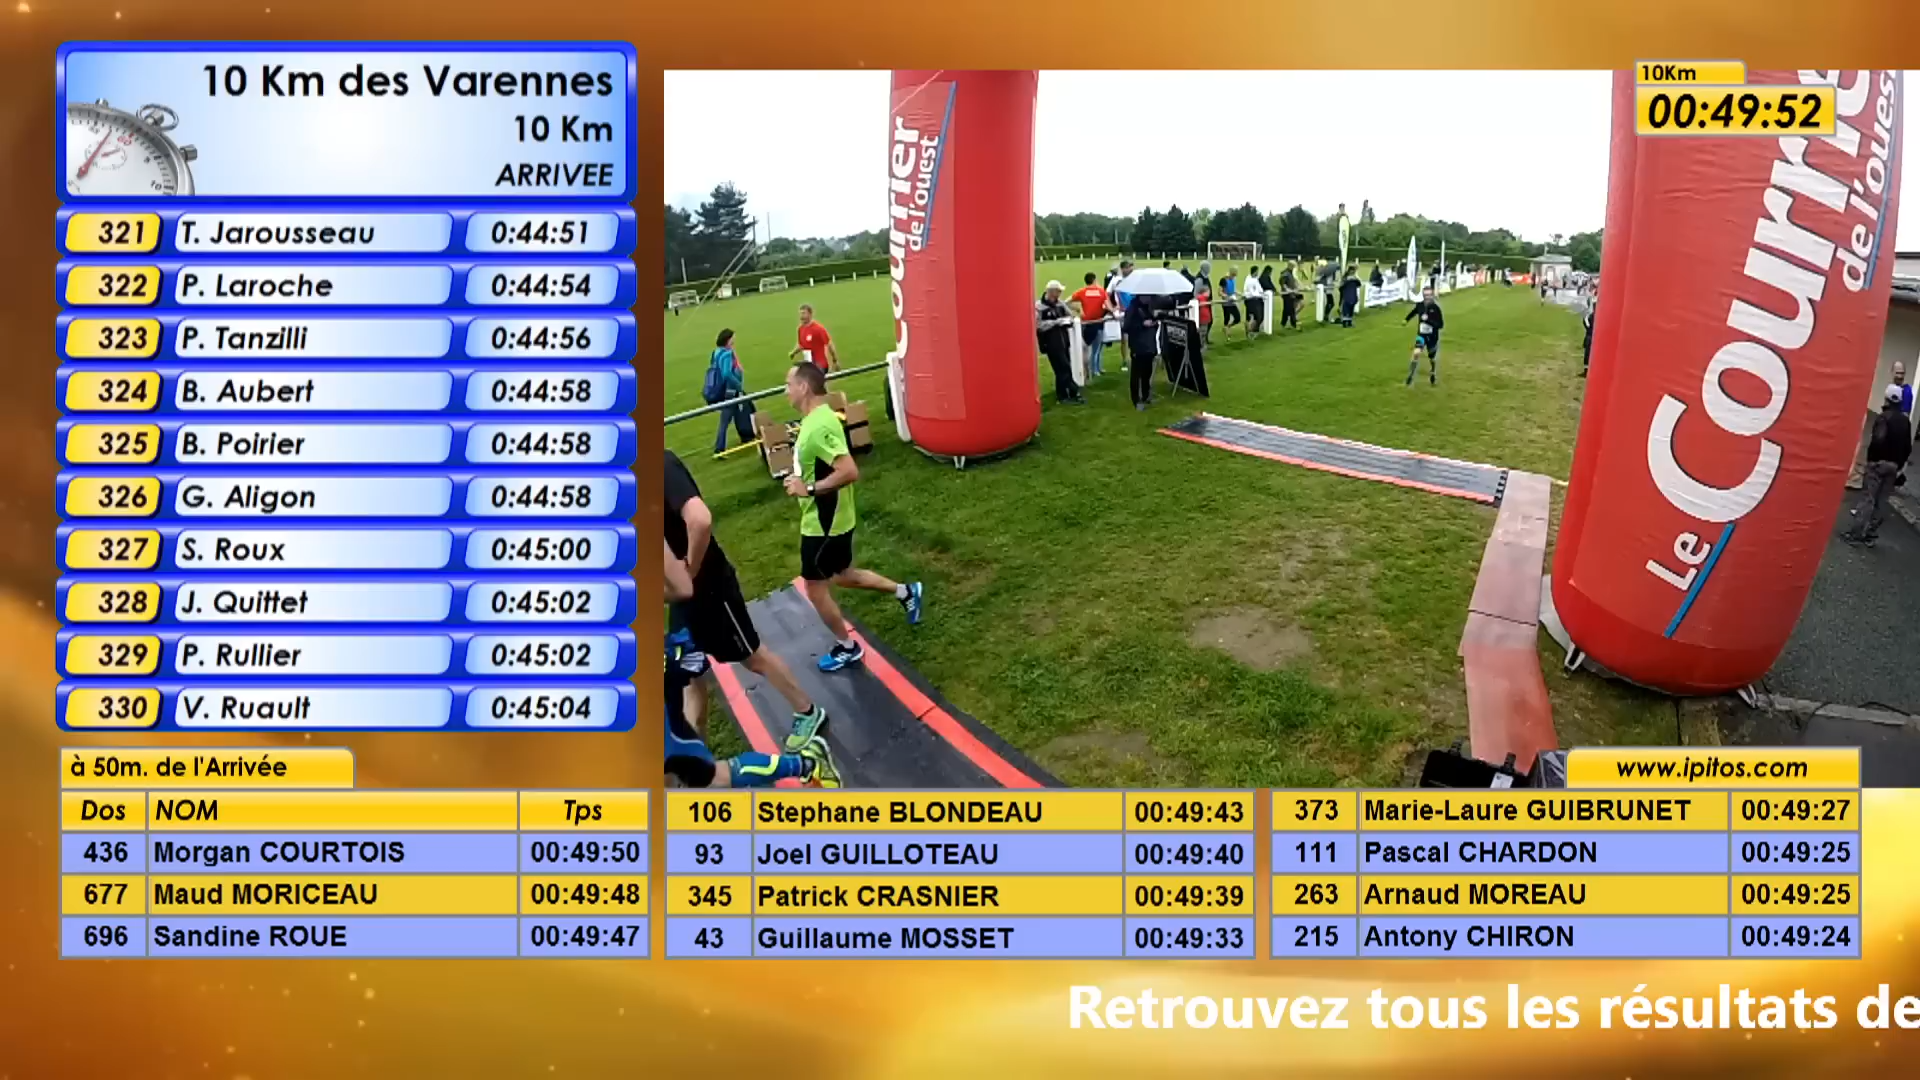 10 Km des Varennes
10 Km
ARRIVEE
321 T. Jarousseau 0:44:51
322 P. Laroche 0:44:54
323 P. Tanzilli 0:44:56
324 B. Aubert 0:44:58
325 B. Poirier 0:44:58
326 G. Aligon 0:44:58
327 S. Roux 0:45:00
328 J. Quittet 0:45:02
329 P. Rullier 0:45:02
330 V. Ruault 0:45:04
10Km
00:49:52
Courrier
de l'ouest
Le Courrie
de l'ouest
à 50m. de l'Arrivée
Dos NOM Tps
436 Morgan COURTOIS 00:49:50
677 Maud MORICEAU 00:49:48
696 Sandine ROUE 00:49:47
106 Stephane BLONDEAU 00:49:43
93 Joel GUILLOTEAU 00:49:40
345 Patrick CRASNIER 00:49:39
43 Guillaume MOSSET 00:49:33
www.ipitos.com
373 Marie-Laure GUIBRUNET 00:49:27
111 Pascal CHARDON 00:49:25
263 Arnaud MOREAU 00:49:25
215 Antony CHIRON 00:49:24
Retrouvez tous les résultats de